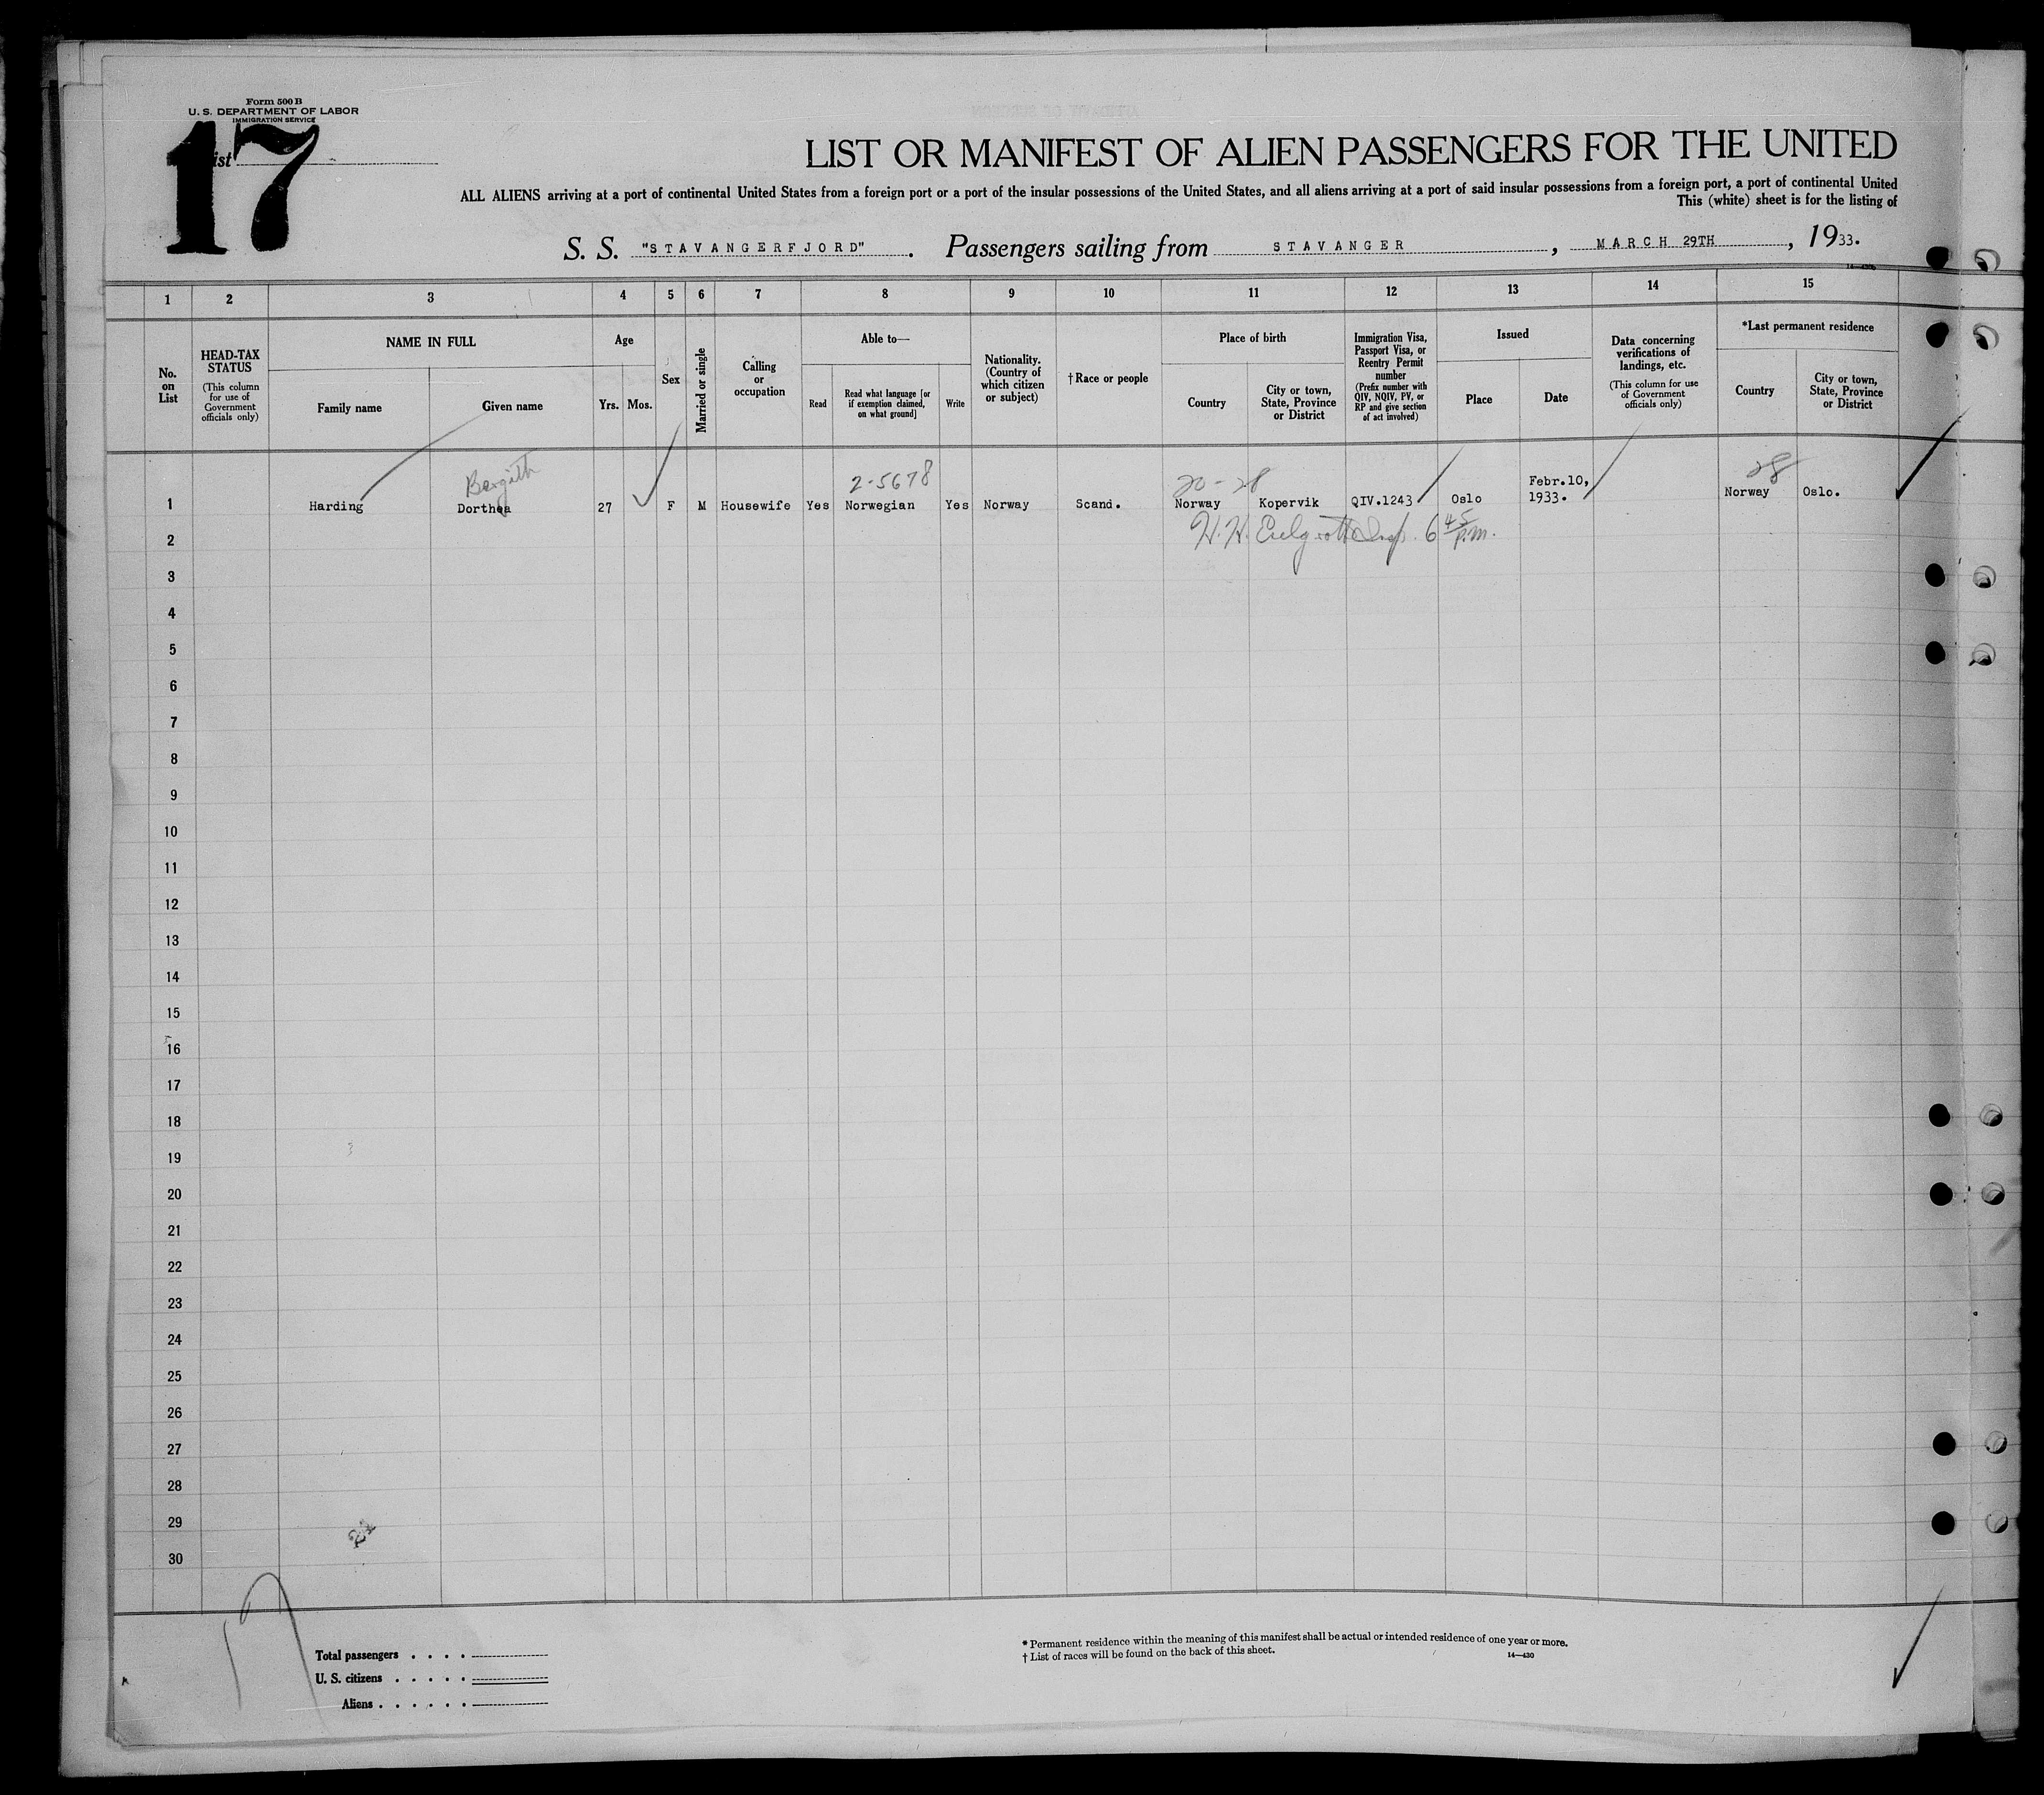 Form 500 B
U. S. DEPARTMENT OF LABOR
IMMIGRATION SERVICE
17
ist
LIST OR MANIFEST OF ALIEN PASSENGERS FOR THE UNITED
ALL ALIENS arriving at a port of continental United States from a foreign port or a port of the insular possessions of the United States, and all aliens arriving at a port of said insular possessions from a foreign port, a port of continental United
This (white) sheet is for the listing of
S. S. "STAVANGERFJORD". Passengers sailing from STAVANGER, MARCH 29TH, 1933.
14—430b
1 2 3 4 5 6 7 8 9 10 11 12 13 14 15
No. on List
HEAD-TAX STATUS
(This column for use of Government officials only)
NAME IN FULL
Family name
Given name
Age
Yrs.
Mos.
Sex
Married or single
Calling or occupation
Able to—
Read
Read what language [or if exemption claimed, on what ground]
Write
Nationality. (Country of which citizen or subject)
†Race or people
Place of birth
Country
City or town, State, Province or District
Immigration Visa, Passport Visa, or Reentry Permit number
(Prefix number with QIV, NQIV, PV, or RP and give section of act involved)
Issued
Place
Date
Data concerning verifications of landings, etc.
(This column for use of Government officials only)
*Last permanent residence
Country
City or town, State, Province or District
2-5678
20-28
28
1 Harding Dorthea 27 F M Housewife Yes Norwegian Yes Norway Scand. Norway Kopervik QIV.1243 Oslo Febr.10, 1933. Norway Oslo.
H. H. 6 45 p.m.
2
3
4
5
6
7
8
9
10
11
12
13
14
15
16
17
18
19
20
21
22
23
24
25
26
27
28
29
30
17
Total passengers . . . .
U. S. citizens . . . . .
Aliens . . . . . .
* Permanent residence within the meaning of this manifest shall be actual or intended residence of one year or more.
† List of races will be found on the back of this sheet.
14—430